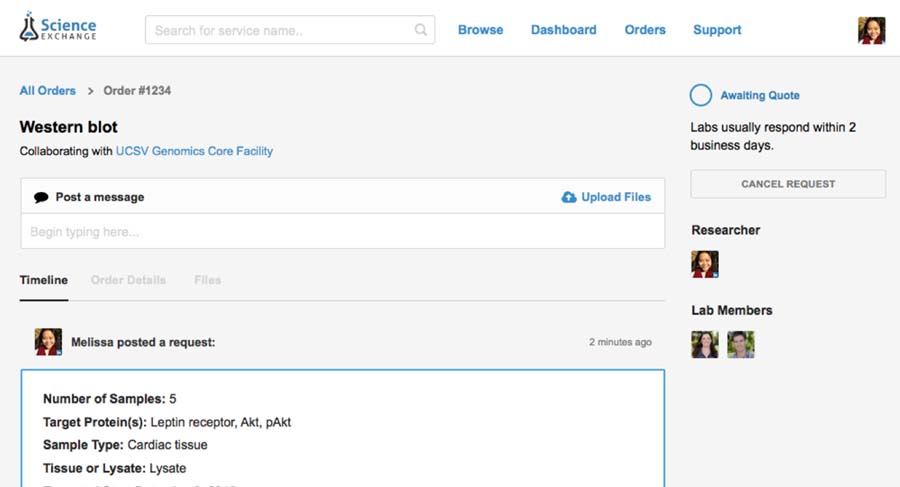 Science
EXCHANGE
Search for service name..
Browse
Dashboard
Orders
Support
All Orders > Order #1234
Western blot
Collaborating with UCSV Genomics Core Facility
Post a message
Upload Files
Begin typing here...
Timeline
Order Details
Files
Melissa posted a request:
2 minutes ago
Number of Samples: 5
Target Protein(s): Leptin receptor, Akt, pAkt
Sample Type: Cardiac tissue
Tissue or Lysate: Lysate
Awaiting Quote
Labs usually respond within 2
business days.
CANCEL REQUEST
Researcher
Lab Members